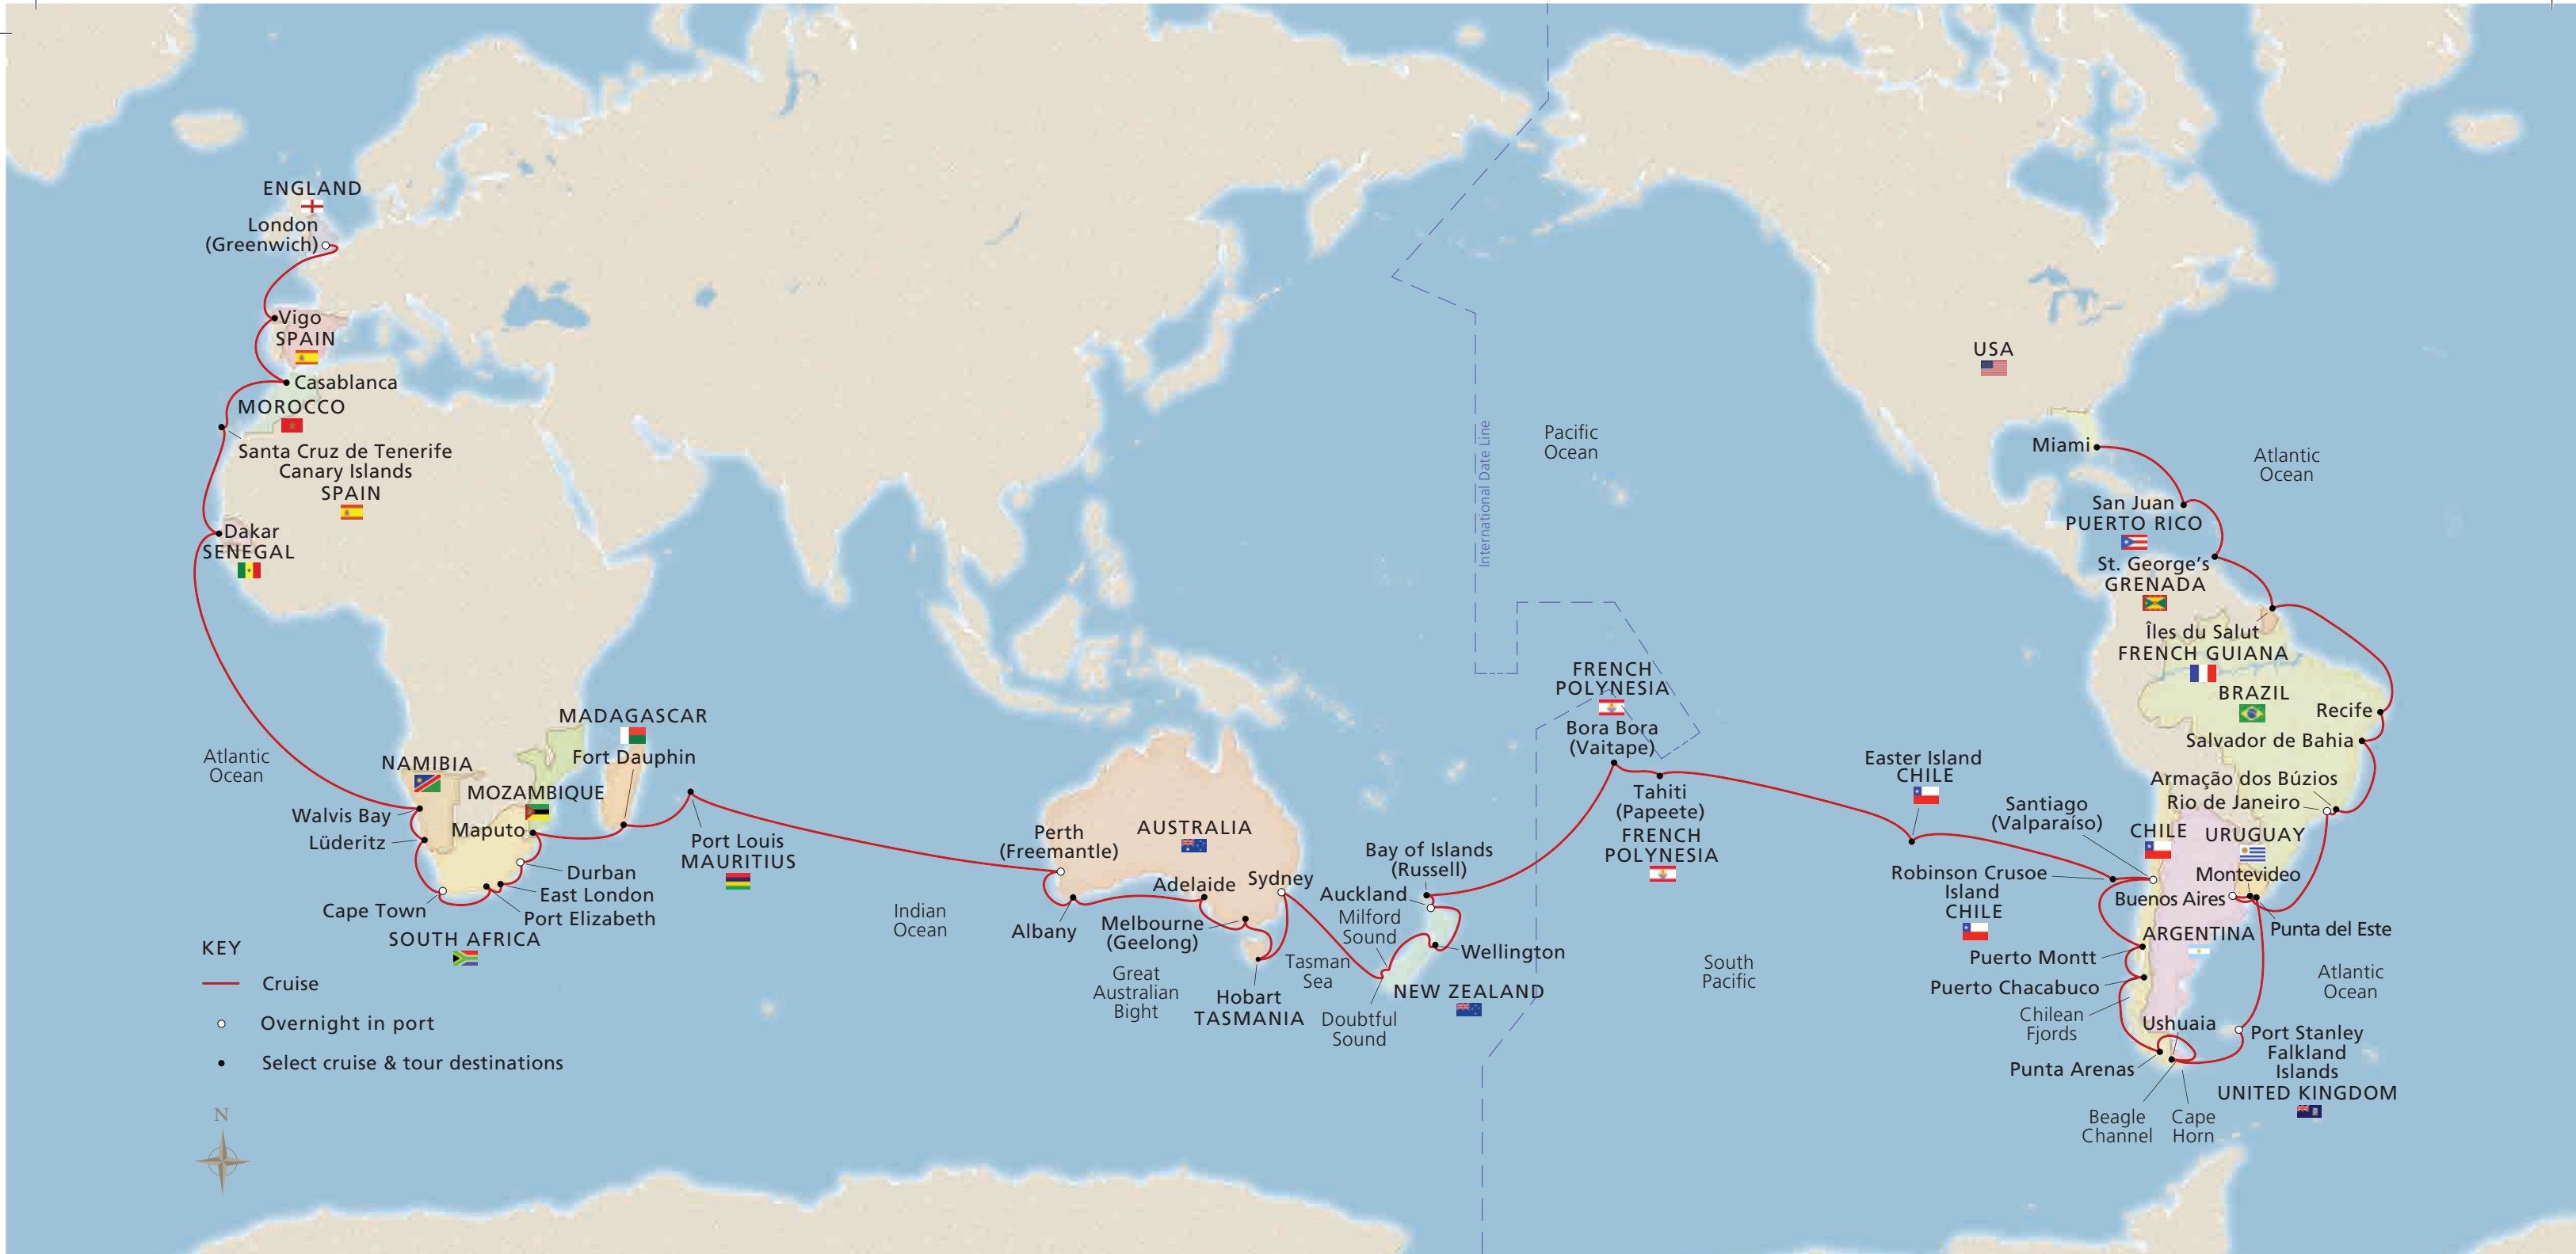 ENGLAND
London
(Greenwich)
Vigo
SPAIN
Casablanca
MOROCCO
Santa Cruz de Tenerife
Canary Islands
SPAIN
Dakar
SENEGAL
Atlantic
Ocean
NAMIBIA
Walvis Bay
Lüderitz
Cape Town
SOUTH AFRICA
MOZAMBIQUE
Maputo
Durban
East London
Port Elizabeth
MADAGASCAR
Fort Dauphin
Port Louis
MAURITIUS
KEY
Cruise
Overnight in port
Select cruise & tour destinations
N
Indian
Ocean
Perth
(Freemantle)
Albany
AUSTRALIA
Adelaide
Melbourne
(Geelong)
Great
Australian
Bight
Sydney
Hobart
TASMANIA
Tasman
Sea
Bay of Islands
(Russell)
Auckland
Milford
Sound
Wellington
NEW ZEALAND
Doubtful
Sound
International Date Line
Pacific
Ocean
FRENCH
POLYNESIA
Bora Bora
(Vaitape)
Tahiti
(Papeete)
FRENCH
POLYNESIA
South
Pacific
Easter Island
CHILE
Santiago
(Valparaíso)
Robinson Crusoe
Island
CHILE
USA
Miami
Atlantic
Ocean
San Juan
PUERTO RICO
St. George's
GRENADA
Îles du Salut
FRENCH GUIANA
BRAZIL
Recife
Salvador de Bahia
Armação dos Búzios
Rio de Janeiro
CHILE
URUGUAY
Montevideo
Buenos Aires
Punta del Este
ARGENTINA
Puerto Montt
Puerto Chacabuco
Chilean
Fjords
Atlantic
Ocean
Ushuaia
Punta Arenas
Port Stanley
Falkland
Islands
UNITED KINGDOM
Beagle
Channel
Cape
Horn